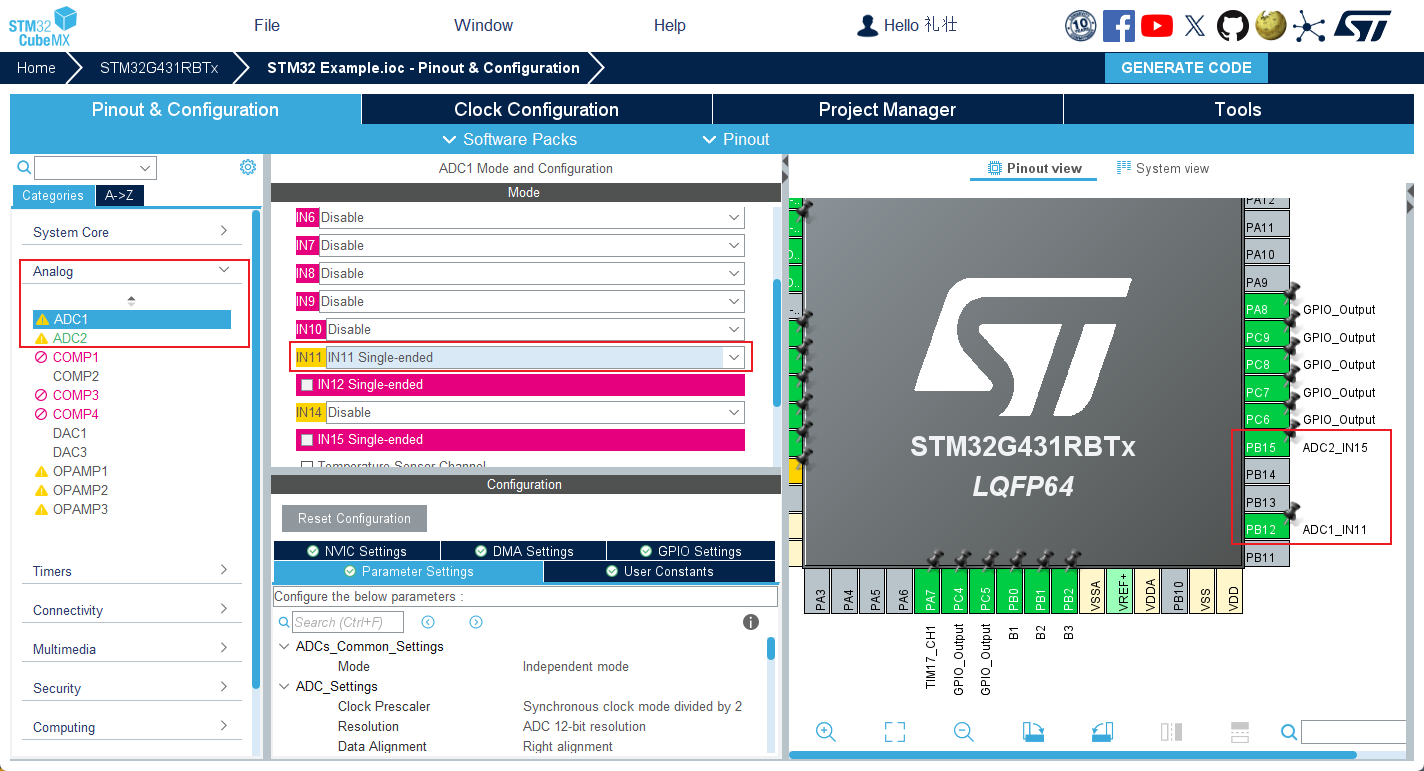 STM32
CubeMX
File
Window
Help
Hello 礼壮
10
ST
Home
STM32G431RBTx
STM32 Example.ioc - Pinout & Configuration
GENERATE CODE
Pinout & Configuration
Clock Configuration
Project Manager
Tools
Software Packs
Pinout
Categories
A->Z
System Core
Analog
ADC1
ADC2
COMP1
COMP2
COMP3
COMP4
DAC1
DAC3
OPAMP1
OPAMP2
OPAMP3
Timers
Connectivity
Multimedia
Security
Computing
ADC1 Mode and Configuration
Mode
IN6 Disable
IN7 Disable
IN8 Disable
IN9 Disable
IN10 Disable
IN11 IN11 Single-ended
IN12 Single-ended
IN14 Disable
IN15 Single-ended
Temperature Sensor Channel
Configuration
Reset Configuration
NVIC Settings
DMA Settings
GPIO Settings
Parameter Settings
User Constants
Configure the below parameters :
Search (Ctrl+F)
ADCs_Common_Settings
Mode Independent mode
ADC_Settings
Clock Prescaler Synchronous clock mode divided by 2
Resolution ADC 12-bit resolution
Data Alignment Right alignment
Pinout view
System view
PA12
PA11
PA10
PA9
PA8 GPIO_Output
PC9 GPIO_Output
PC8 GPIO_Output
PC7 GPIO_Output
PC6 GPIO_Output
PB15 ADC2_IN15
PB14
PB13
PB12 ADC1_IN11
PB11
ST
STM32G431RBTx
LQFP64
PA3
PA4
PA5
PA6
PA7
PC4
PC5
PB0
PB1
PB2
VSSA
VREF+
VDDA
PB10
VSS
VDD
TIM17_CH1
GPIO_Output
GPIO_Output
B1
B2
B3